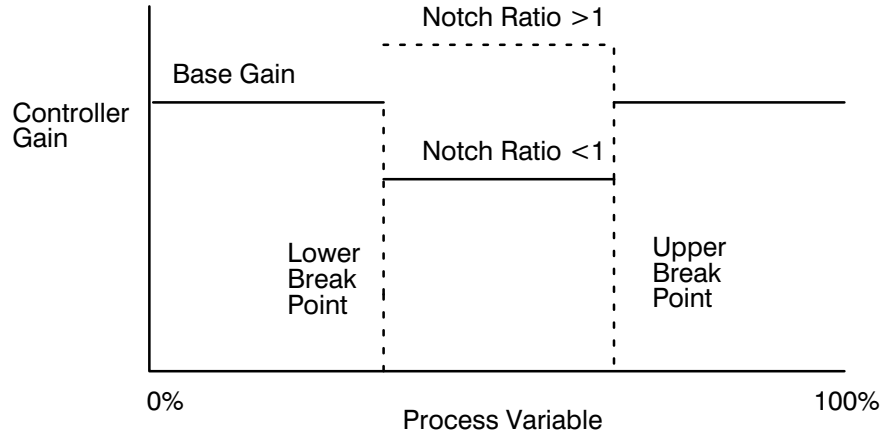 Notch Ratio >1
Base Gain
Controller
Gain
Notch Ratio <1
Lower
Break
Point
Upper
Break
Point
0%
100%
Process Variable